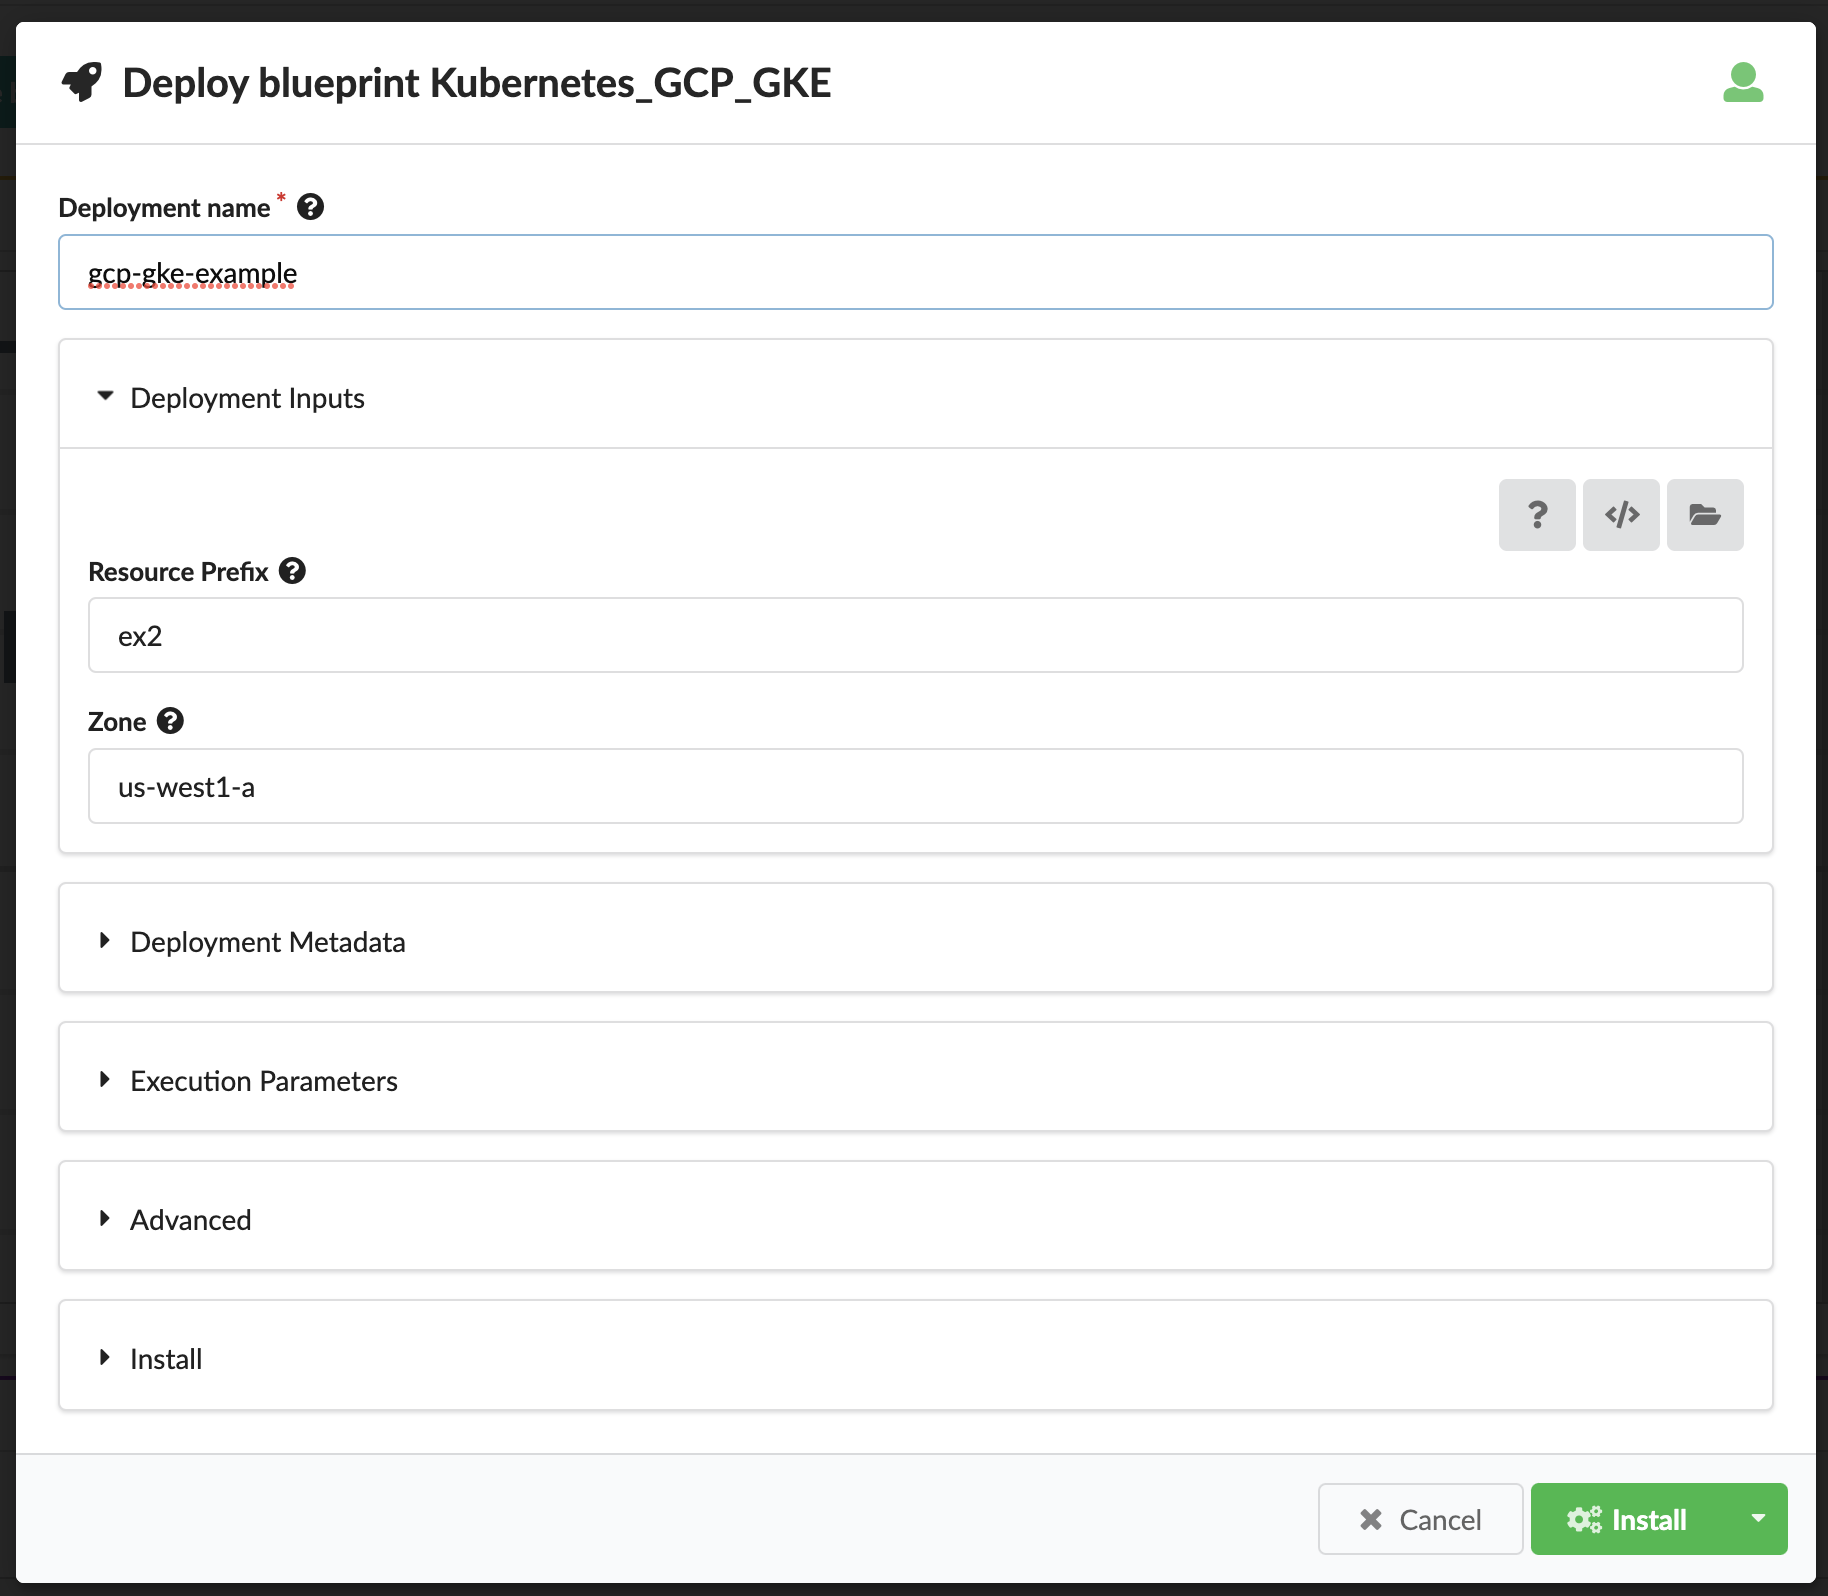 Deploy blueprint Kubernetes_GCP_GKE
Deployment name *
gcp-gke-example
Deployment Inputs
Resource Prefix
ex2
Zone
us-west1-a
Deployment Metadata
Execution Parameters
Advanced
Install
Cancel
Install